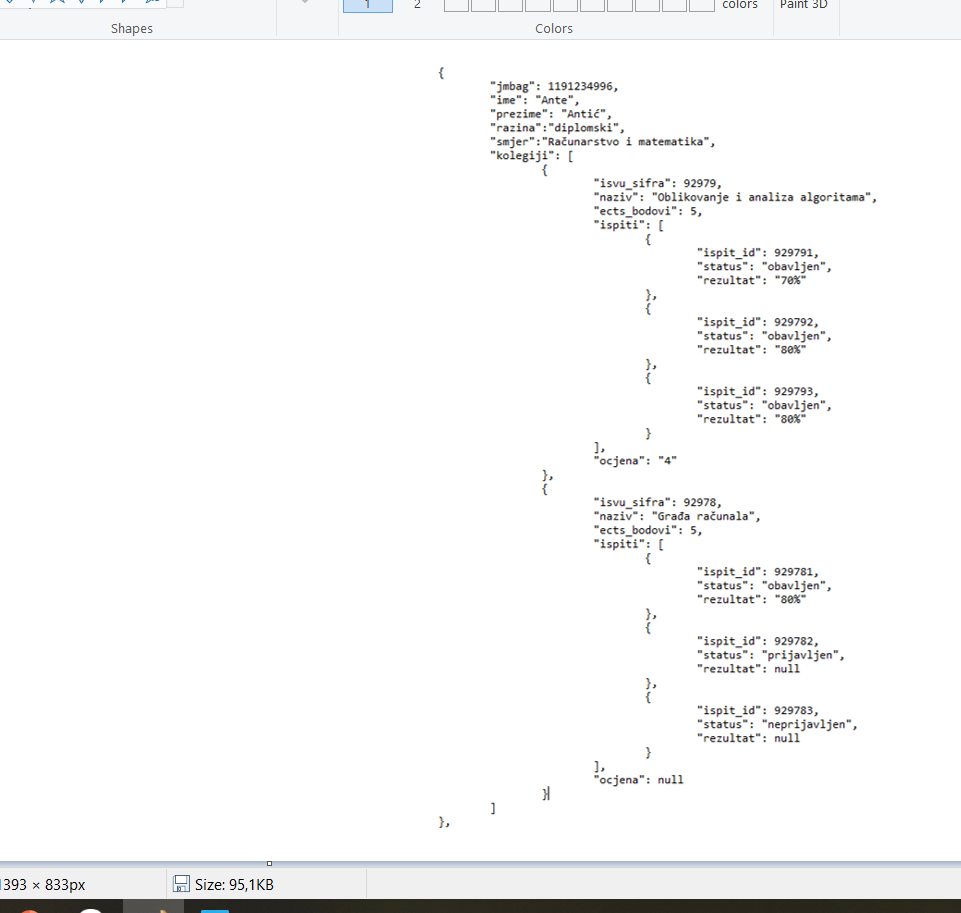 1
2
colors
Paint 3D
Shapes
Colors
{
"jmbag": 1191234996,
"ime": "Ante",
"prezime": "Antić",
"razina":"diplomski",
"smjer":"Računarstvo i matematika",
"kolegiji": [
{
"isvu_sifra": 92979,
"naziv": "Oblikovanje i analiza algoritama",
"ects_bodovi": 5,
"ispiti": [
{
"ispit_id": 929791,
"status": "obavljen",
"rezultat": "70%"
},
{
"ispit_id": 929792,
"status": "obavljen",
"rezultat": "80%"
},
{
"ispit_id": 929793,
"status": "obavljen",
"rezultat": "80%"
}
],
"ocjena": "4"
},
{
"isvu_sifra": 92978,
"naziv": "Građa računala",
"ects_bodovi": 5,
"ispiti": [
{
"ispit_id": 929781,
"status": "obavljen",
"rezultat": "80%"
},
{
"ispit_id": 929782,
"status": "prijavljen",
"rezultat": null
},
{
"ispit_id": 929783,
"status": "neprijavljen",
"rezultat": null
}
],
"ocjena": null
}
]
},
1393 × 833px
Size: 95,1KB